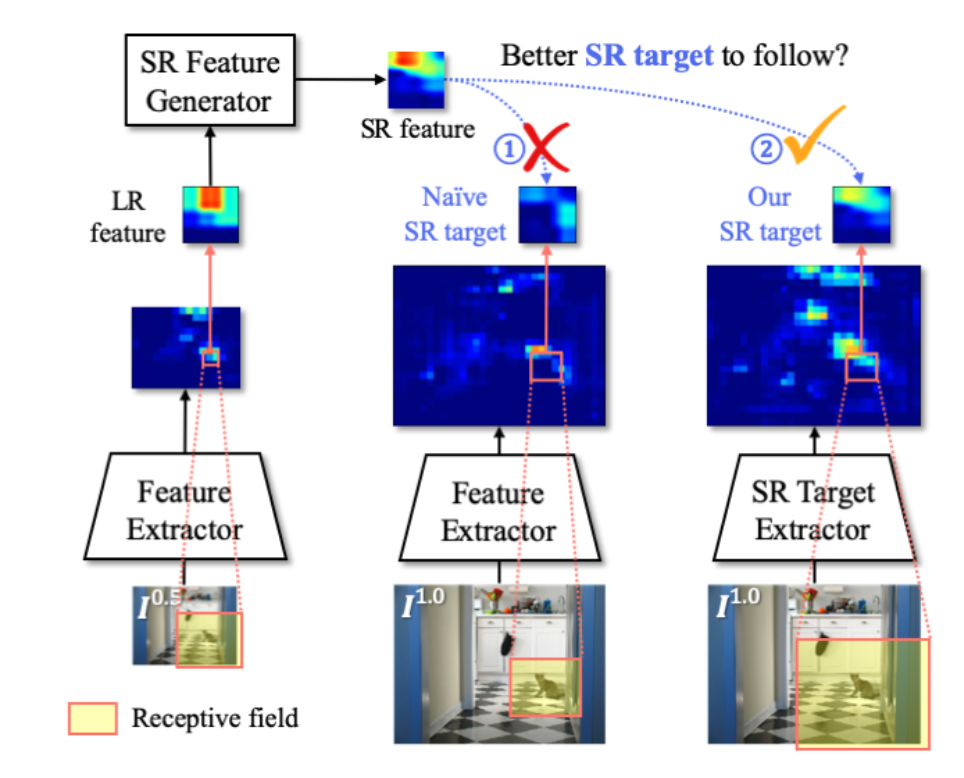 SR Feature
Generator
SR feature
Better SR target to follow?
① 
②
LR
feature
Naïve
SR target
Our
SR target
Feature
Extractor
Feature
Extractor
SR Target
Extractor
I^0.5
I^1.0
I^1.0
Receptive field